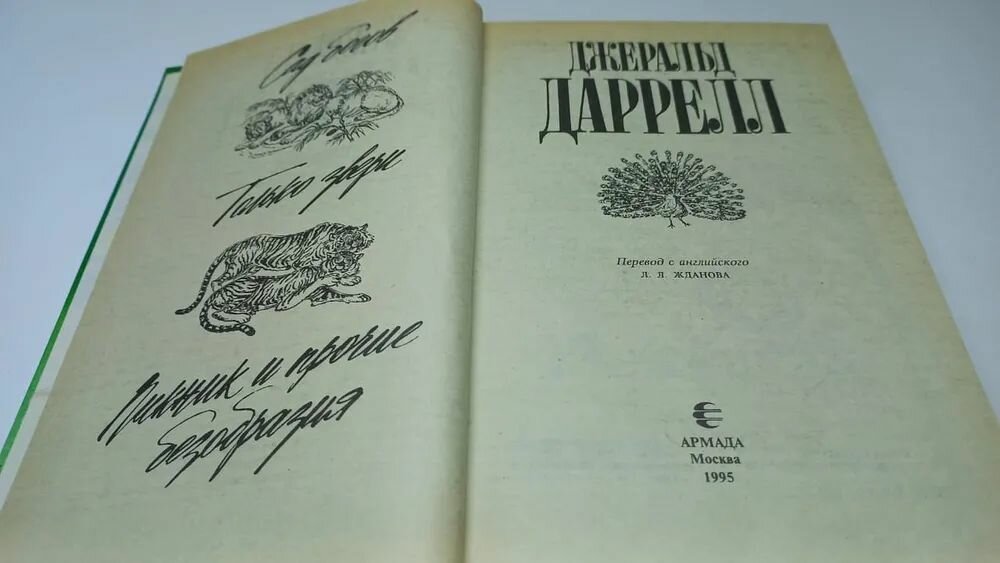 Сад богов
Только звери
Пикник и прочие
безобразия
ДЖЕРАЛЬД
ДАРРЕЛЛ
Перевод с английского
Л. Л. ЖДАНОВА
АРМАДА
Москва
1995